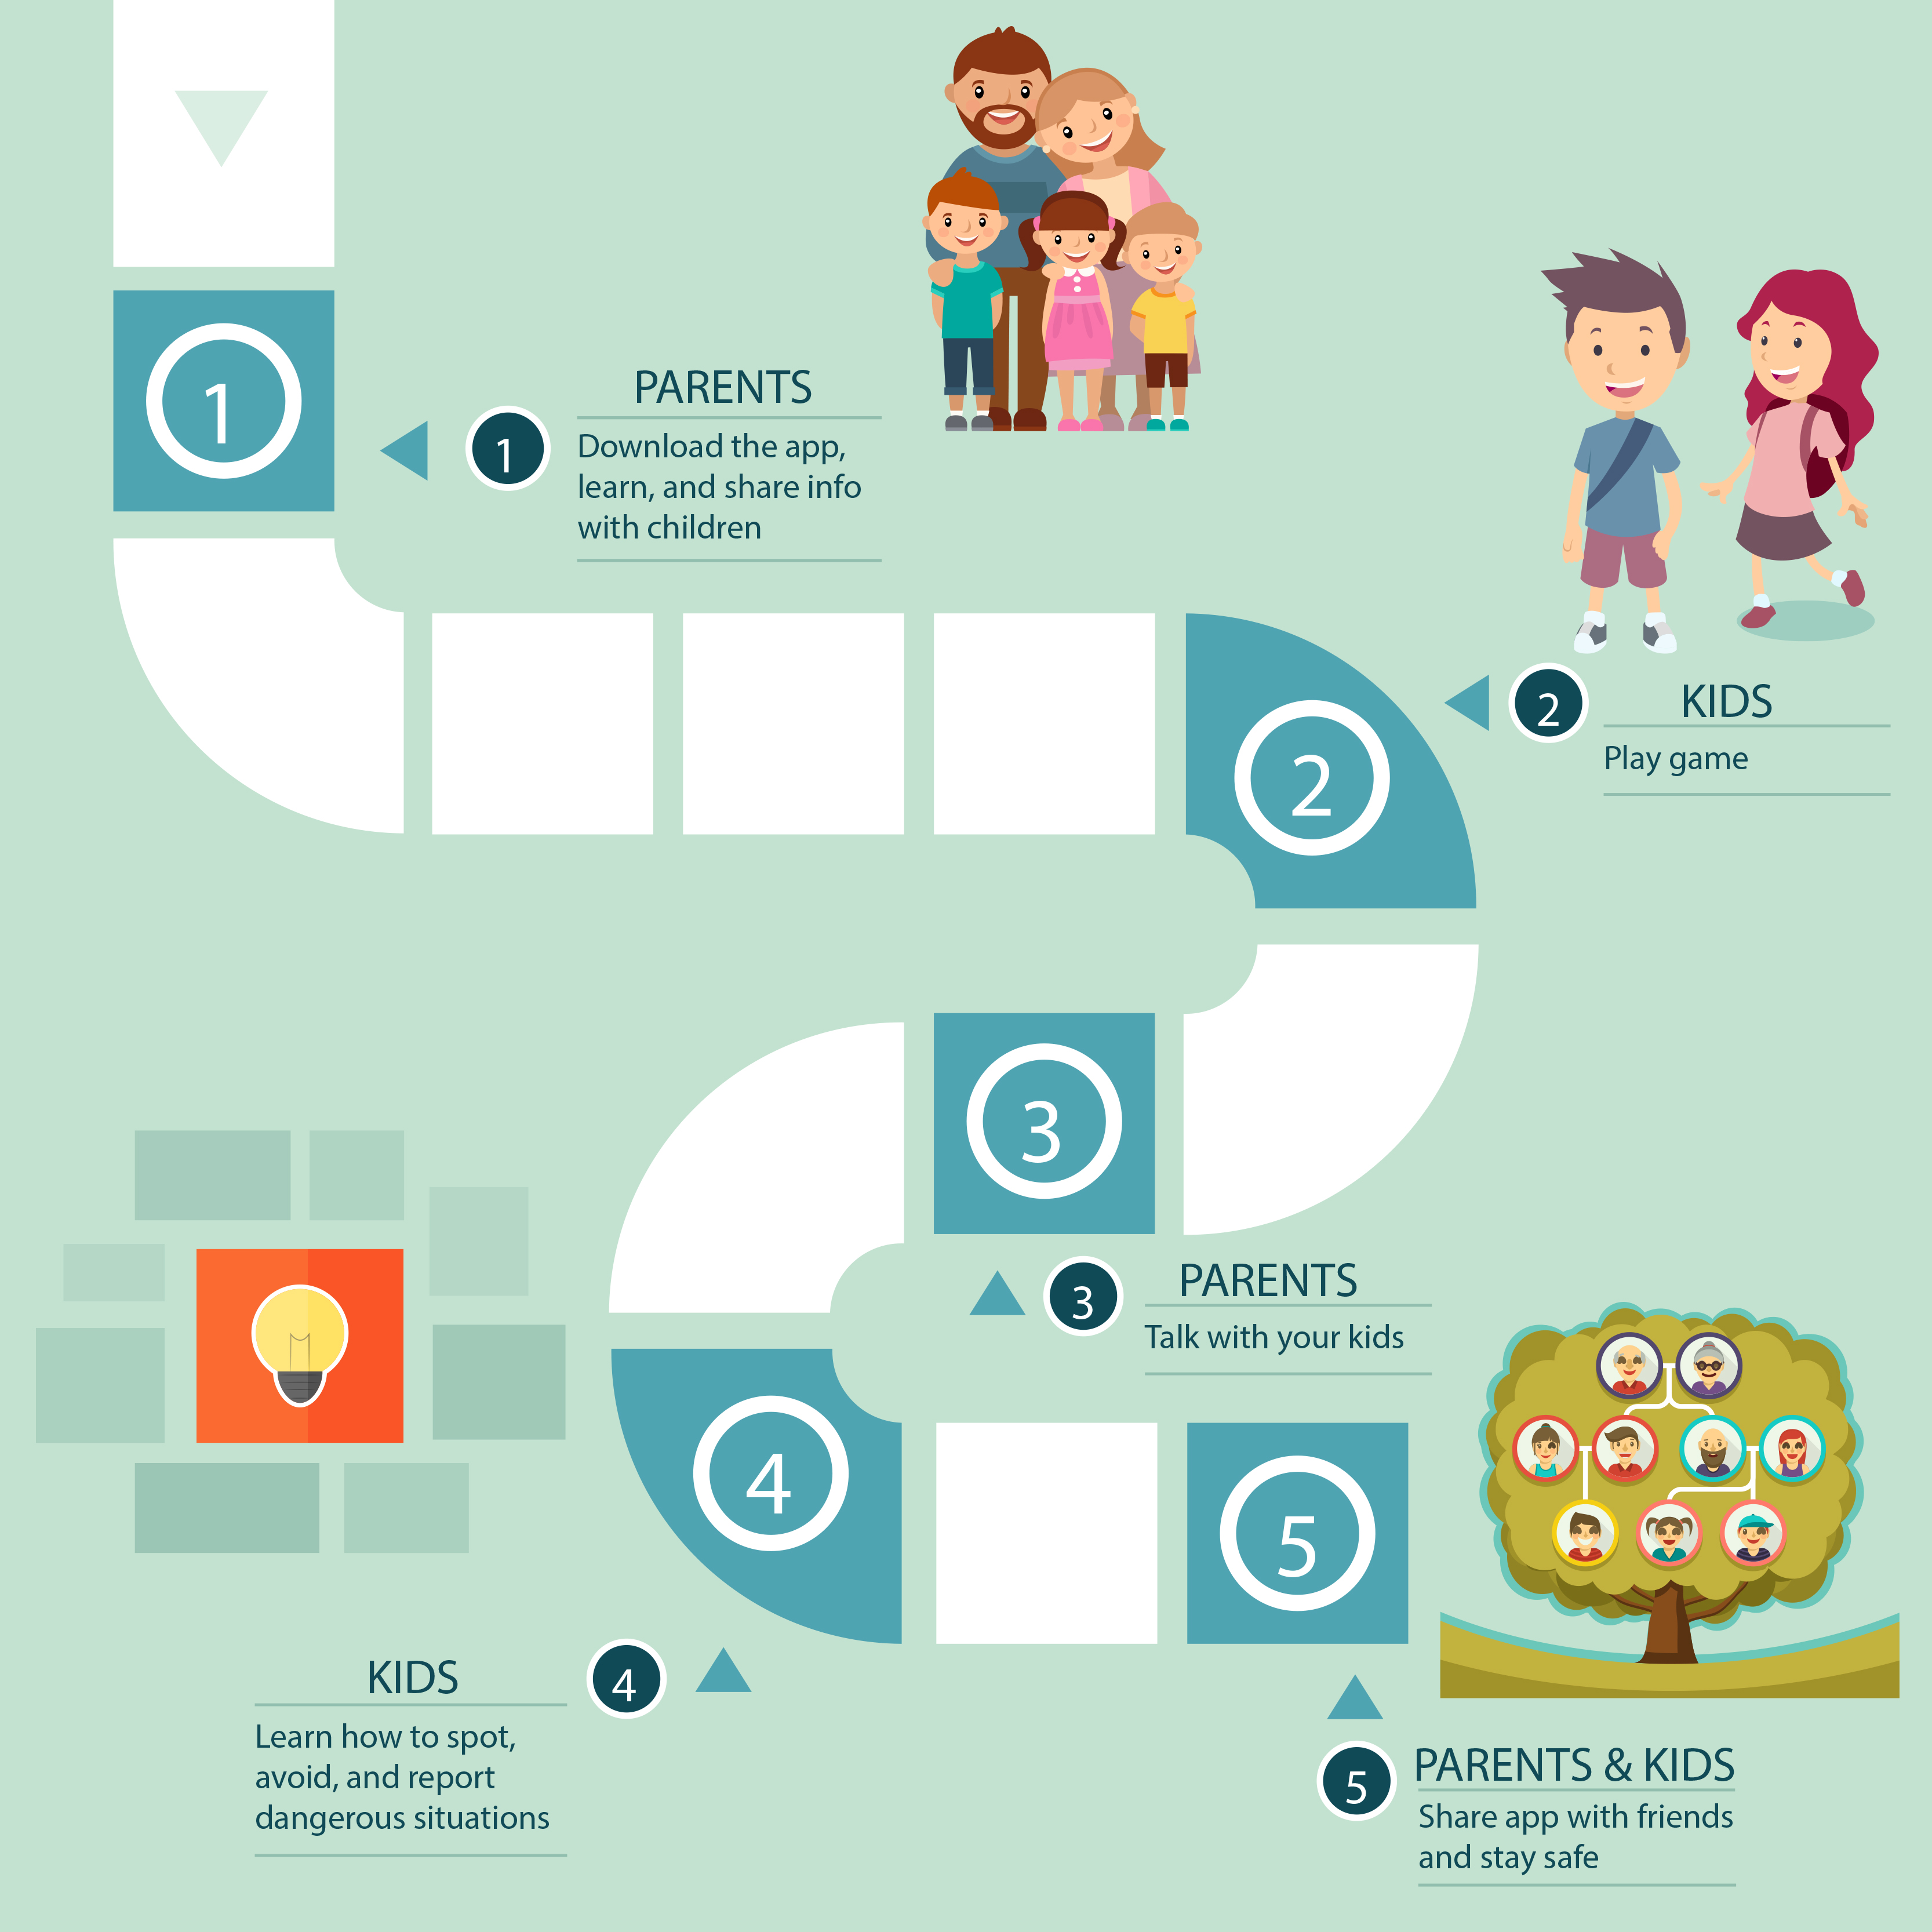 1
1
PARENTS
Download the app,
learn, and share info
with children
2
2
KIDS
Play game
3
3
PARENTS
Talk with your kids
4
4
KIDS
Learn how to spot,
avoid, and report
dangerous situations
5
5
PARENTS & KIDS
Share app with friends
and stay safe